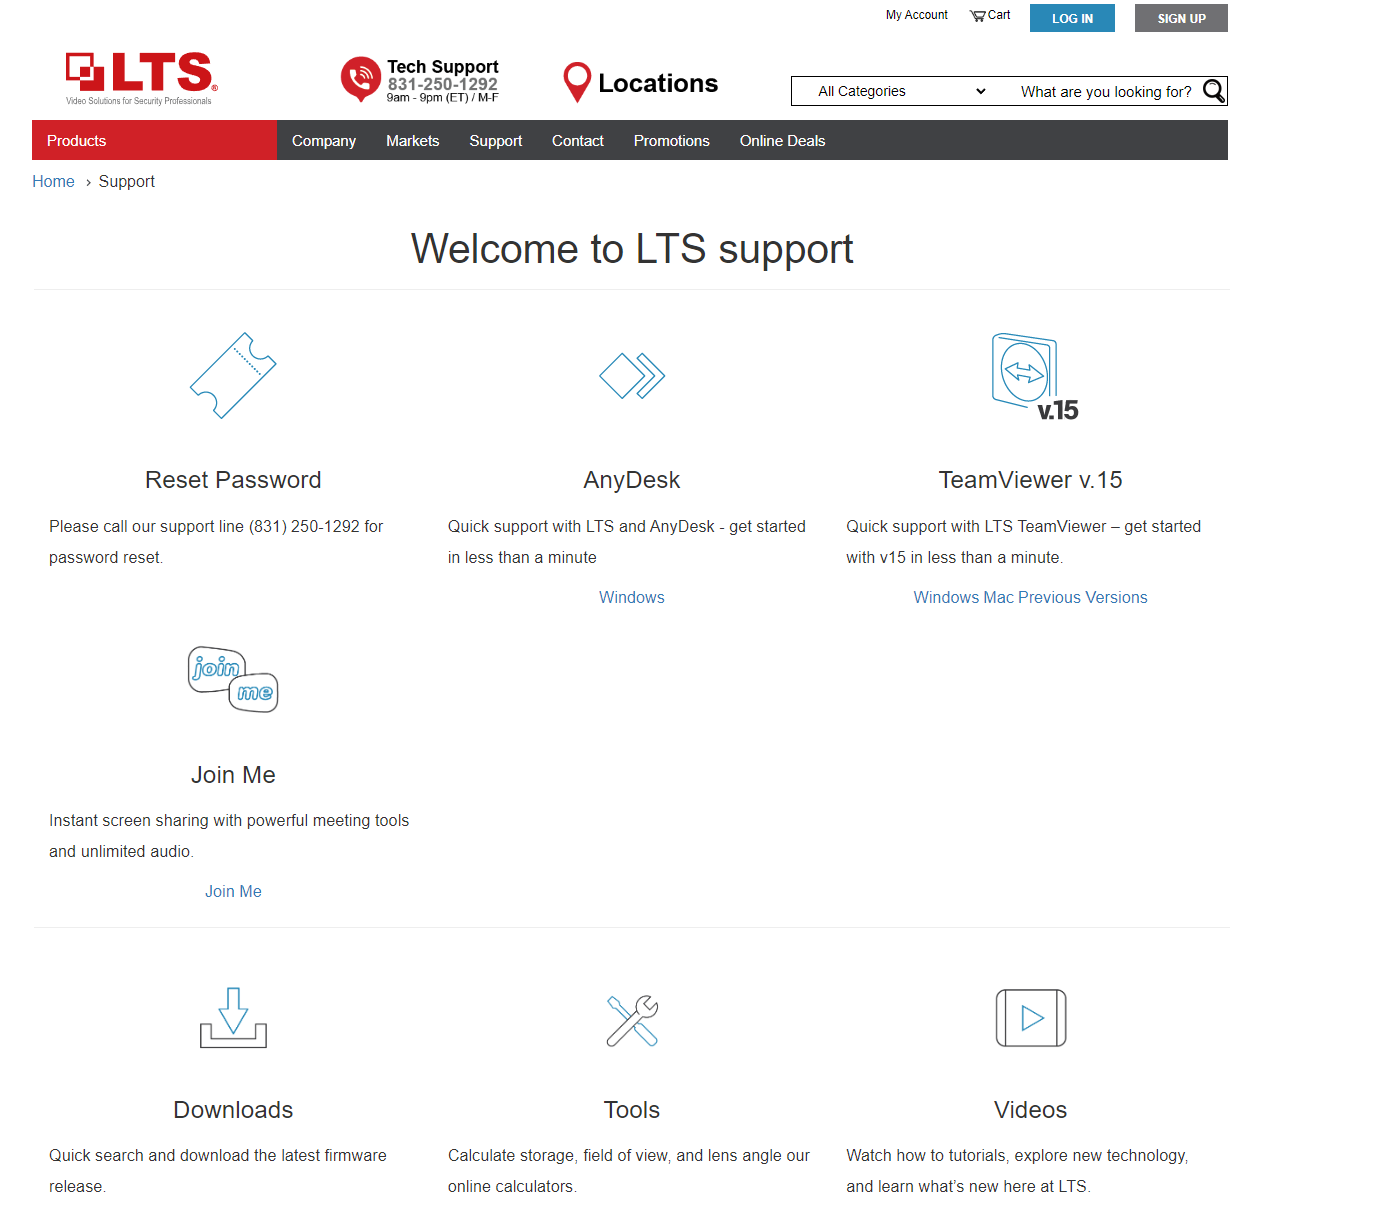 My Account
Cart
LOG IN
SIGN UP
LTS®
Video Solutions for Security Professionals
Tech Support
831-250-1292
9am - 9pm (ET) / M-F
Locations
All Categories
What are you looking for?
Products
Company
Markets
Support
Contact
Promotions
Online Deals
Home › Support
Welcome to LTS support
v.15
Reset Password
Please call our support line (831) 250-1292 for
password reset.
AnyDesk
Quick support with LTS and AnyDesk - get started
in less than a minute
Windows
TeamViewer v.15
Quick support with LTS TeamViewer – get started
with v15 in less than a minute.
Windows Mac Previous Versions
join
me
Join Me
Instant screen sharing with powerful meeting tools
and unlimited audio.
Join Me
Downloads
Quick search and download the latest firmware
release.
Tools
Calculate storage, field of view, and lens angle our
online calculators.
Videos
Watch how to tutorials, explore new technology,
and learn what’s new here at LTS.